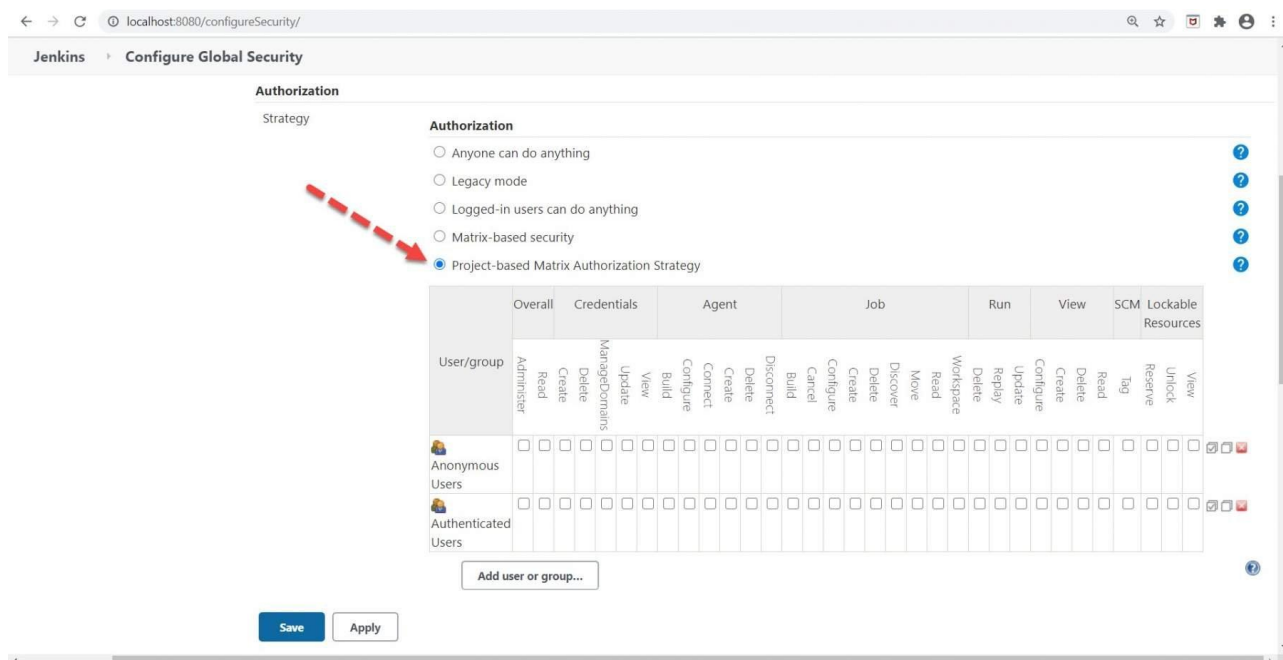 localhost:8080/configureSecurity/
Jenkins Configure Global Security
Authorization
Strategy
Authorization
Anyone can do anything
Legacy mode
Logged-in users can do anything
Matrix-based security
Project-based Matrix Authorization Strategy
Overall Credentials Agent Job Run View SCM Lockable
Resources
User/group
Administer
Read
Create
Delete
ManageDomains
Update
View
Build
Configure
Connect
Create
Delete
Disconnect
Build
Cancel
Configure
Create
Delete
Discover
Move
Read
Workspace
Delete
Replay
Update
Configure
Create
Delete
Read
Tag
Reserve
Unlock
View
Anonymous
Users
Authenticated
Users
Add user or group...
Save Apply